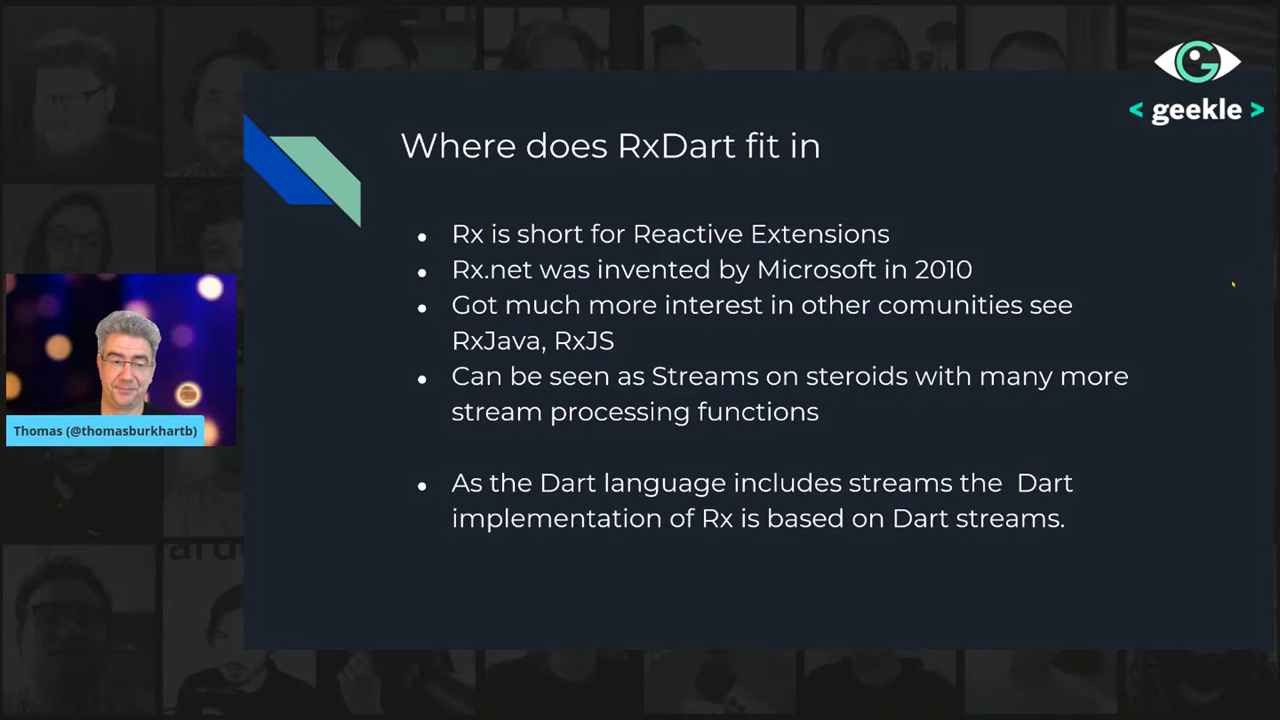 < geekle >
Where does RxDart fit in
Rx is short for Reactive Extensions
Rx.net was invented by Microsoft in 2010
Got much more interest in other comunities see
RxJava, RxJS
Can be seen as Streams on steroids with many more
stream processing functions
As the Dart language includes streams the Dart
implementation of Rx is based on Dart streams.
Thomas (@thomasburkhartb)